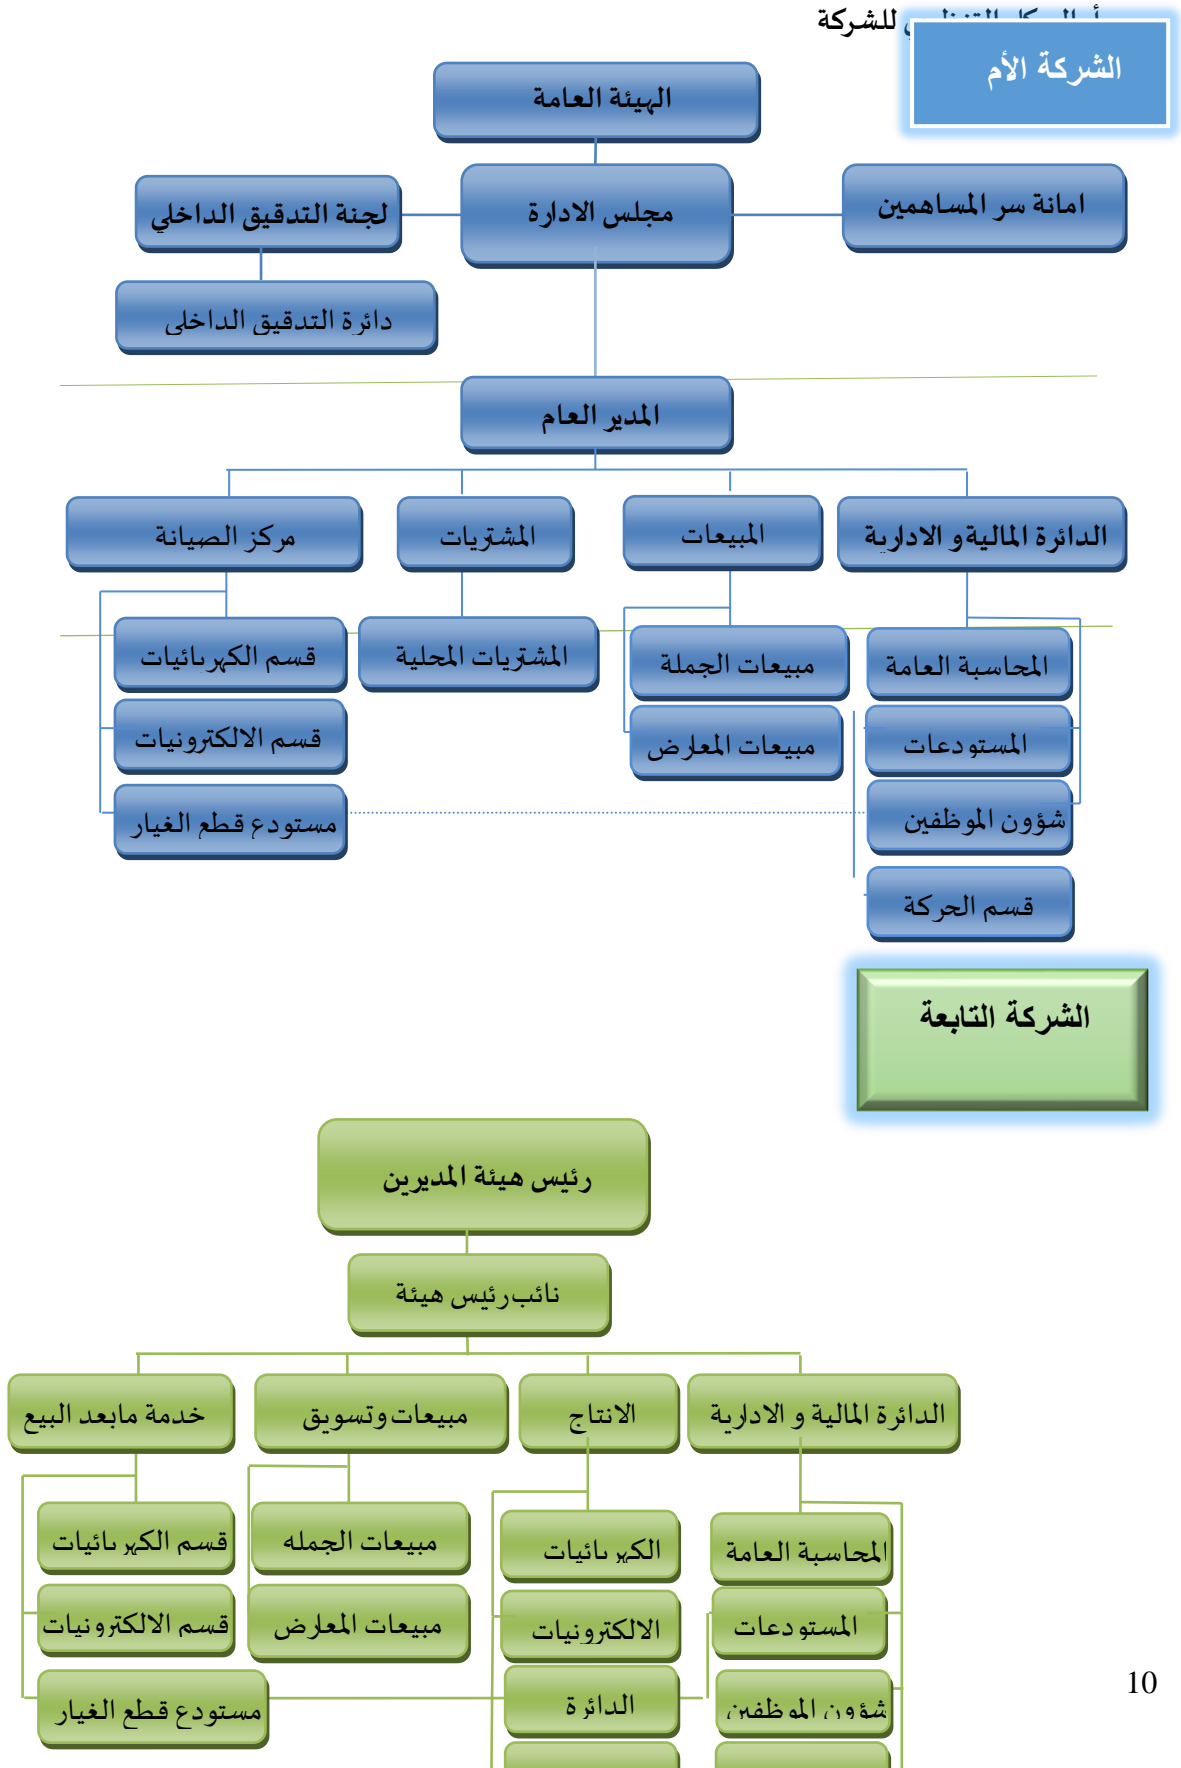 للشركة
الشركة الأم
الهيئة العامة
امانة سر المساهمين
مجلس الادارة
لجنة التدقيق الداخلي
دائرة التدقيق الداخلي
المدير العام
الدائرة المالية و الادارية
المبيعات
المشتريات
مركز الصيانة
المحاسبة العامة
مبيعات الجملة
المشتريات المحلية
قسم الكهربائيات
المستودعات
مبيعات المعارض
قسم الالكترونيات
شؤون الموظفين
مستودع قطع الغيار
قسم الحركة
الشركة التابعة
رئيس هيئة المديرين
نائب رئيس هيئة
الدائرة المالية و الادارية
الانتاج
مبيعات وتسويق
خدمة مابعد البيع
المحاسبة العامة
الكهربائيات
مبيعات الجمله
قسم الكهربائيات
المستودعات
الالكترونيات
مبيعات المعارض
قسم الالكترونيات
شؤون الموظفين
الدائرة
مستودع قطع الغيار
10